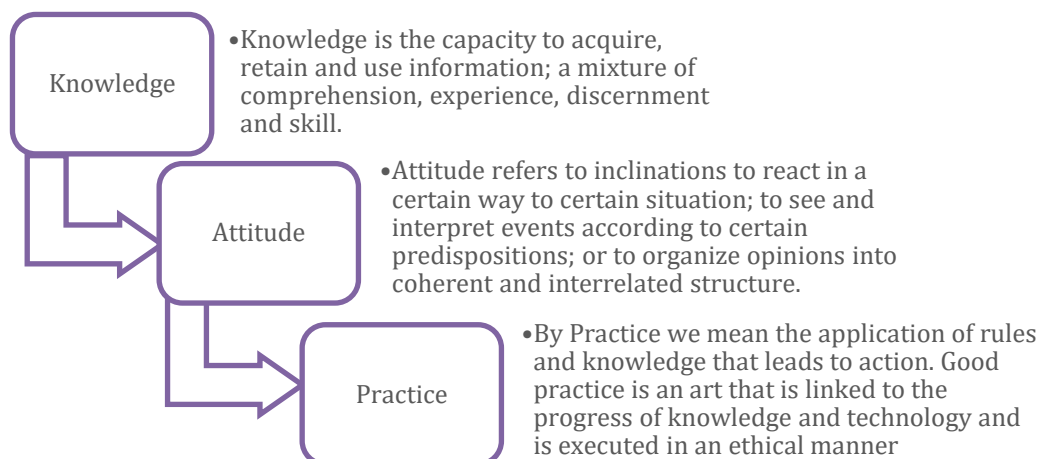 Knowledge
•Knowledge is the capacity to acquire,
retain and use information; a mixture of
comprehension, experience, discernment
and skill.
Attitude
•Attitude refers to inclinations to react in a
certain way to certain situation; to see and
interpret events according to certain
predispositions; or to organize opinions into
coherent and interrelated structure.
Practice
•By Practice we mean the application of rules
and knowledge that leads to action. Good
practice is an art that is linked to the
progress of knowledge and technology and
is executed in an ethical manner